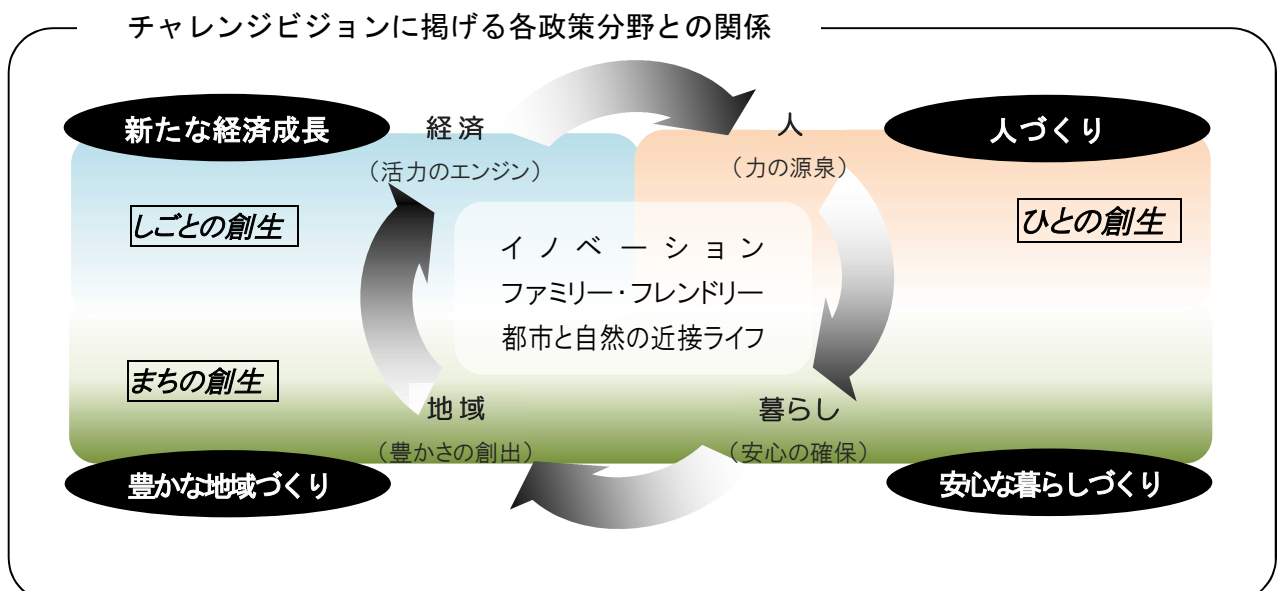 チャレンジビジョンに掲げる各政策分野との関係
新たな経済成長
経済
(活力のエンジン)
人
(力の源泉)
人づくり
しごとの創生
ひとの創生
イノベーション
ファミリー・フレンドリー
都市と自然の近接ライフ
まちの創生
地域
(豊かさの創出)
暮らし
(安心の確保)
豊かな地域づくり
安心な暮らしづくり